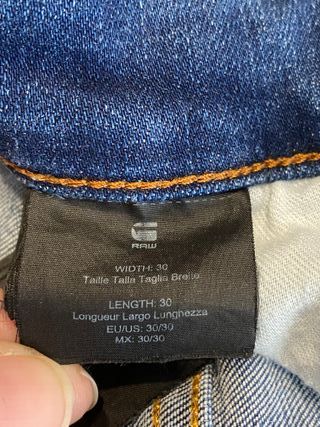 G
RAW
WIDTH: 30
Taille Talla Taglia Breite
LENGTH: 30
Longueur Largo Lunghezza
EU/US: 30/30
MX: 30/30